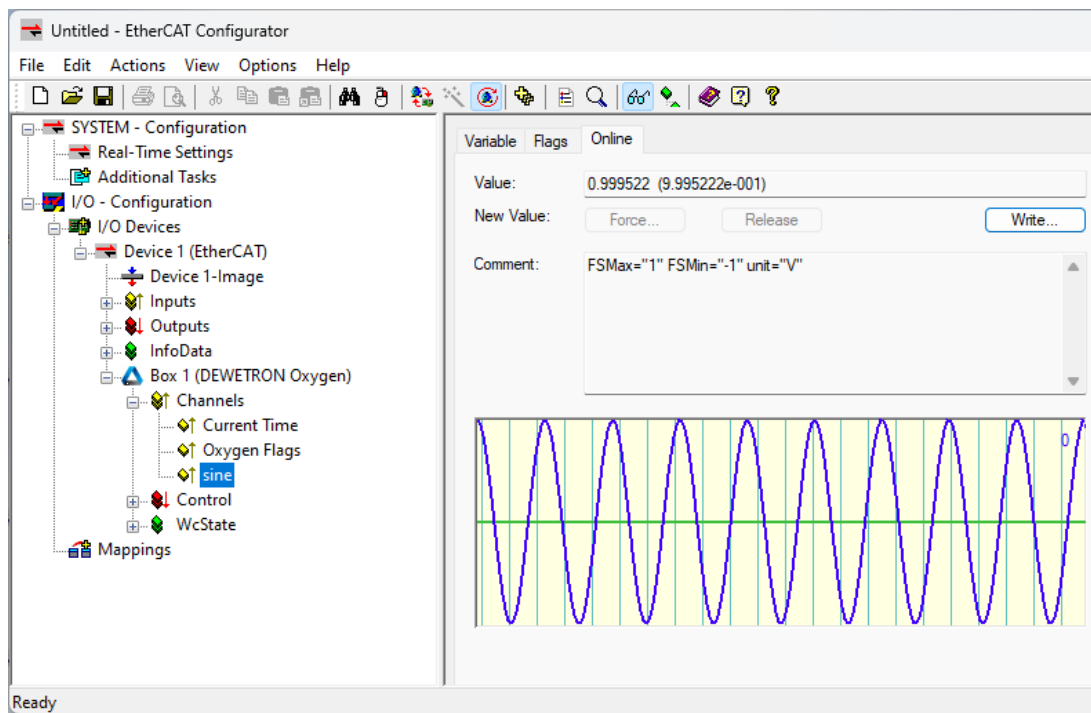 Untitled - EtherCAT Configurator
File Edit Actions View Options Help
SYSTEM - Configuration
Real-Time Settings
Additional Tasks
I/O - Configuration
I/O Devices
Device 1 (EtherCAT)
Device 1-Image
Inputs
Outputs
InfoData
Box 1 (DEWETRON Oxygen)
Channels
Current Time
Oxygen Flags
sine
Control
WcState
Mappings
Variable Flags Online
Value: 0.999522 (9.995222e-001)
New Value: Force... Release Write...
Comment: FSMax="1" FSMin="-1" unit="V"
0
Ready